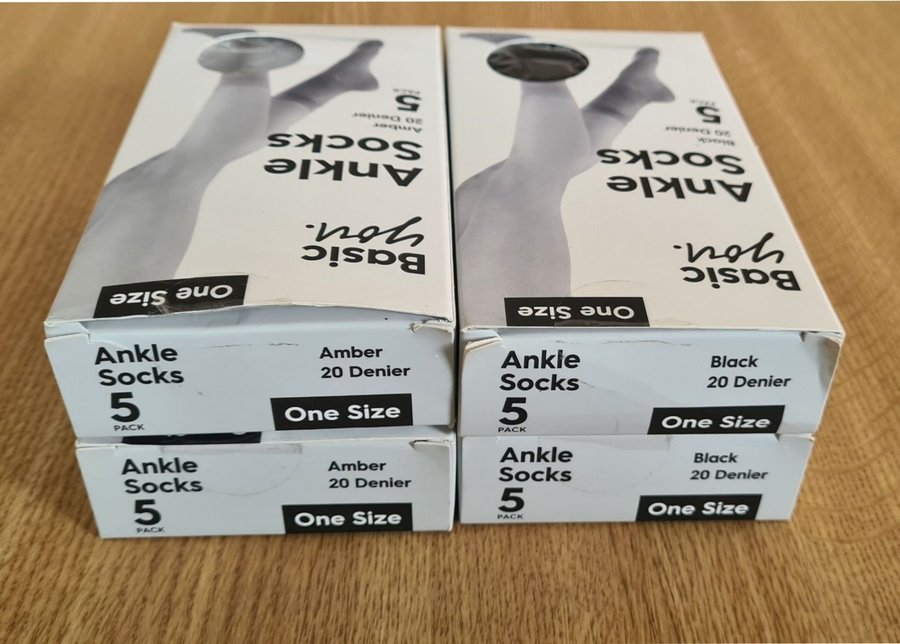 5
PACK
20 Denier
Amber
Socks
Ankle
you.
Basic
One Size
5
PACK
20 Denier
Black
Socks
Ankle
you.
Basic
One Size
Ankle
Socks
5
PACK
Amber
20 Denier
One Size
Ankle
Socks
5
PACK
Black
20 Denier
One Size
Ankle
Socks
5
PACK
Amber
20 Denier
One Size
Ankle
Socks
5
PACK
Black
20 Denier
One Size